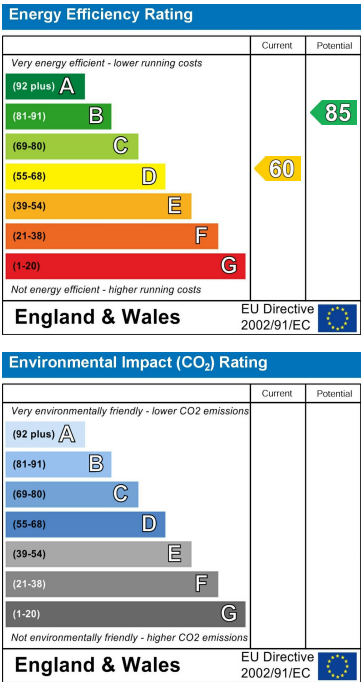 Energy Efficiency Rating
Current Potential
Very energy efficient - lower running costs
(92 plus) A
(81-91) B
85
(69-80) C
(55-68) D
60
(39-54) E
(21-38) F
(1-20) G
Not energy efficient - higher running costs
England & Wales
EU Directive
2002/91/EC
Environmental Impact (CO₂) Rating
Current Potential
Very environmentally friendly - lower CO2 emissions
(92 plus) A
(81-91) B
(69-80) C
(55-68) D
(39-54) E
(21-38) F
(1-20) G
Not environmentally friendly - higher CO2 emissions
England & Wales
EU Directive
2002/91/EC